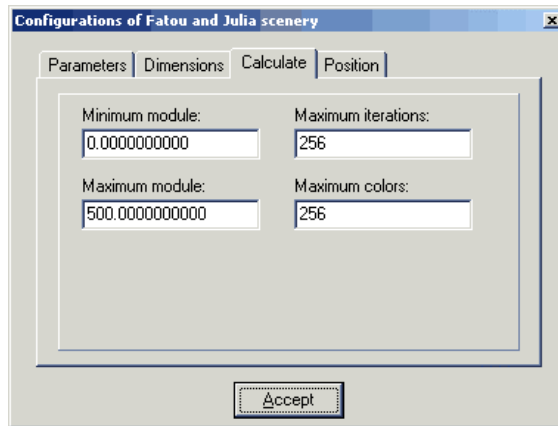 Configurations of Fatou and Julia scenery
Parameters Dimensions Calculate Position
Minimum module: Maximum iterations:
0.0000000000 256
Maximum module: Maximum colors:
500.0000000000 256
Accept